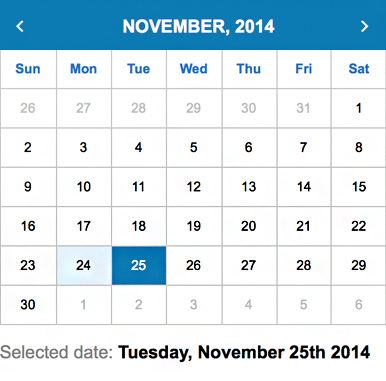 NOVEMBER, 2014
Sun Mon Tue Wed Thu Fri Sat
26 27 28 29 30 31 1
2 3 4 5 6 7 8
9 10 11 12 13 14 15
16 17 18 19 20 21 22
23 24 25 26 27 28 29
30 1 2 3 4 5 6
Selected date: Tuesday, November 25th 2014